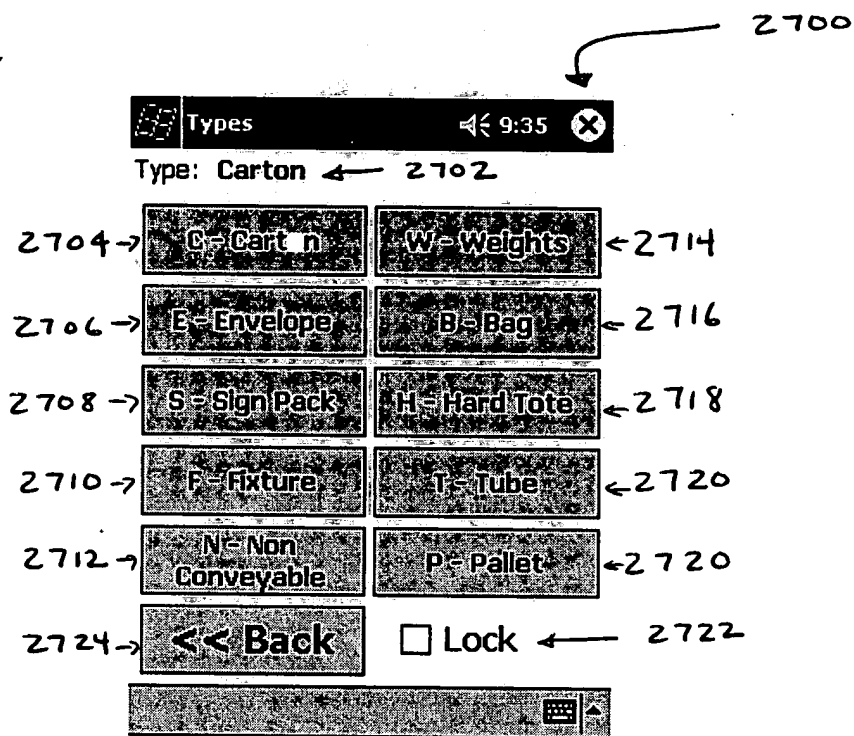 2700
Types 9:35
Type: Carton 2702
2704 C - Carton W - Weights 2714
2706 E - Envelope B - Bag 2716
2708 S - Sign Pack H - Hard Tote 2718
2710 F - Fixture T - Tube 2720
2712 N - Non
Conveyable P - Pallet 2720
2724 << Back Lock 2722